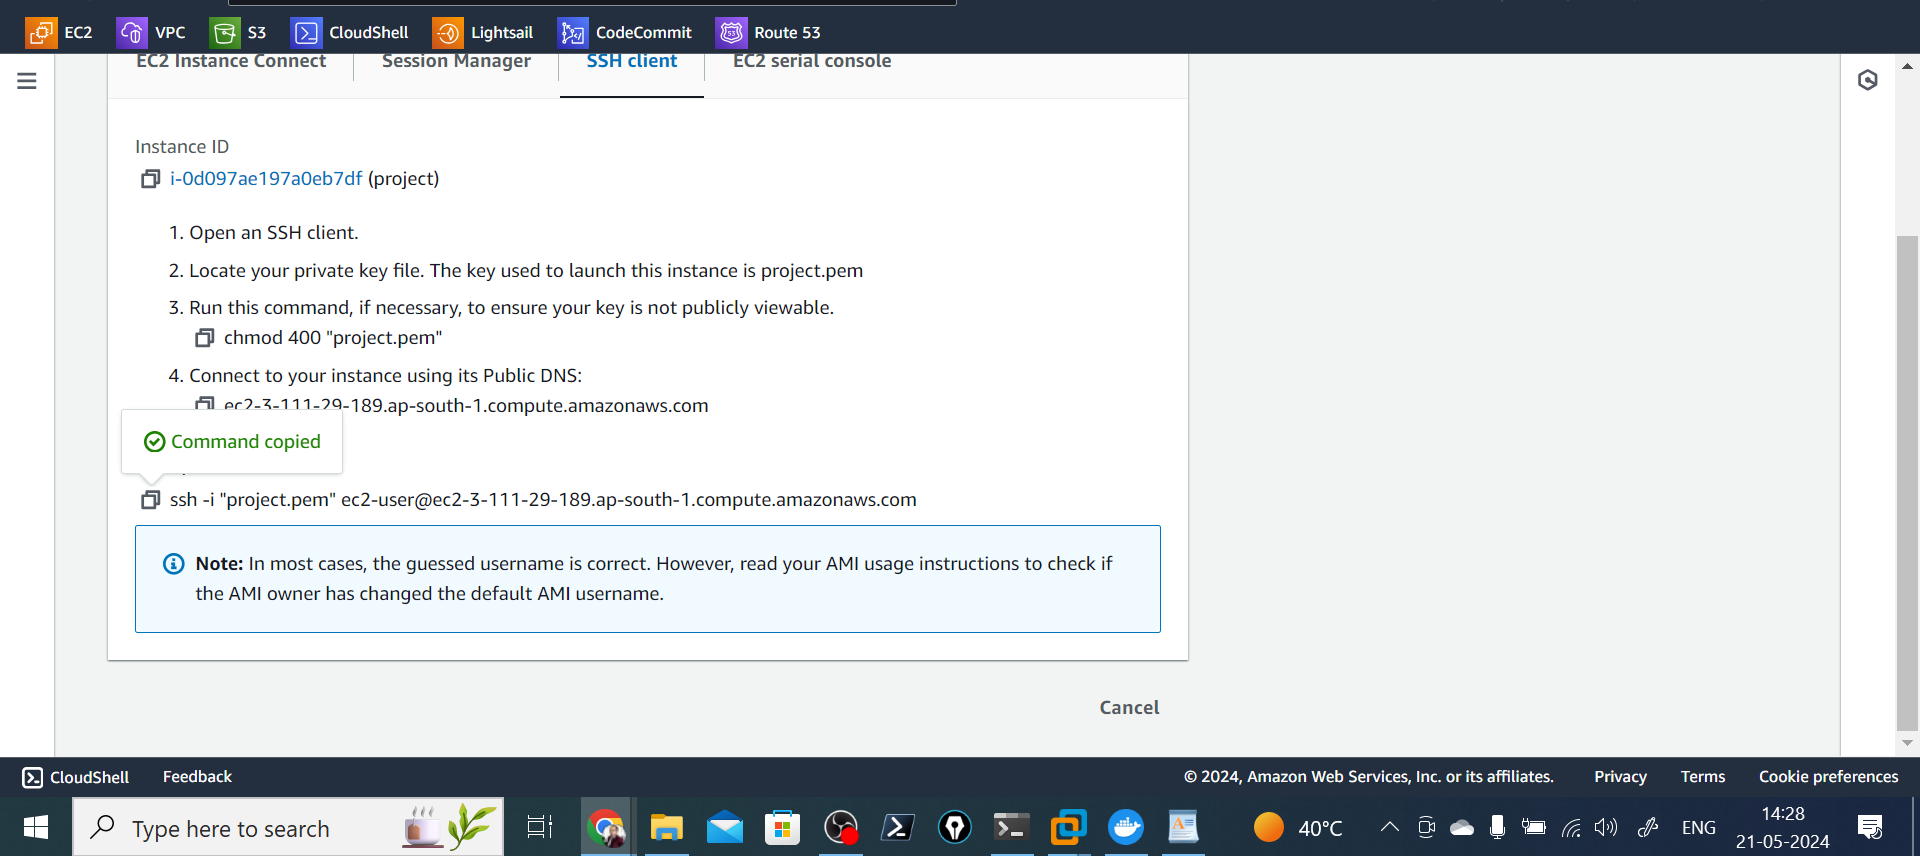 EC2 VPC S3 CloudShell Lightsail CodeCommit Route 53
EC2 Instance Connect Session Manager SSH client EC2 serial console
Instance ID
i-0d097ae197a0eb7df (project)
1. Open an SSH client.
2. Locate your private key file. The key used to launch this instance is project.pem
3. Run this command, if necessary, to ensure your key is not publicly viewable.
chmod 400 "project.pem"
4. Connect to your instance using its Public DNS:
ec2-3-111-29-189.ap-south-1.compute.amazonaws.com
Command copied
ssh -i "project.pem" ec2-user@ec2-3-111-29-189.ap-south-1.compute.amazonaws.com
Note: In most cases, the guessed username is correct. However, read your AMI usage instructions to check if
the AMI owner has changed the default AMI username.
Cancel
CloudShell Feedback © 2024, Amazon Web Services, Inc. or its affiliates. Privacy Terms Cookie preferences
Type here to search 40°C ENG 14:28
21-05-2024